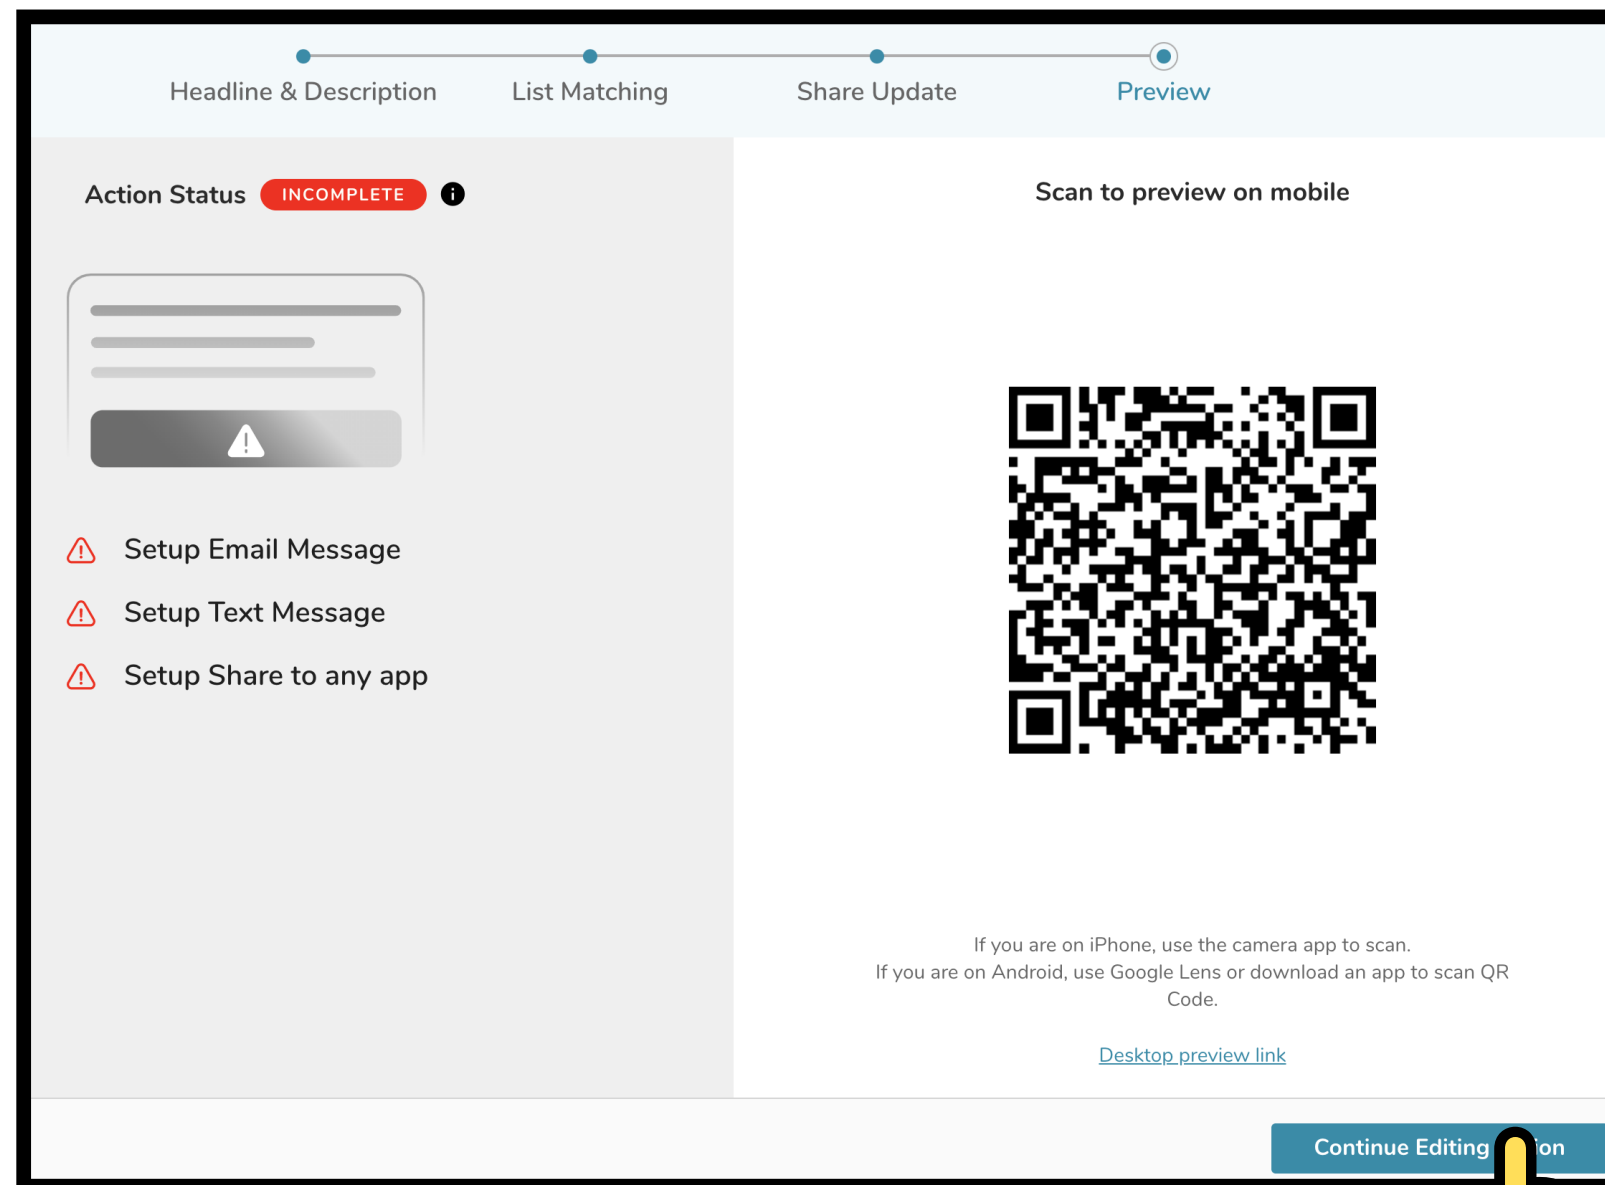 Headline & Description
List Matching
Share Update
Preview
Action Status
INCOMPLETE
Setup Email Message
Setup Text Message
Setup Share to any app
Scan to preview on mobile
If you are on iPhone, use the camera app to scan.
If you are on Android, use Google Lens or download an app to scan QR
Code.
Desktop preview link
Continue Editing